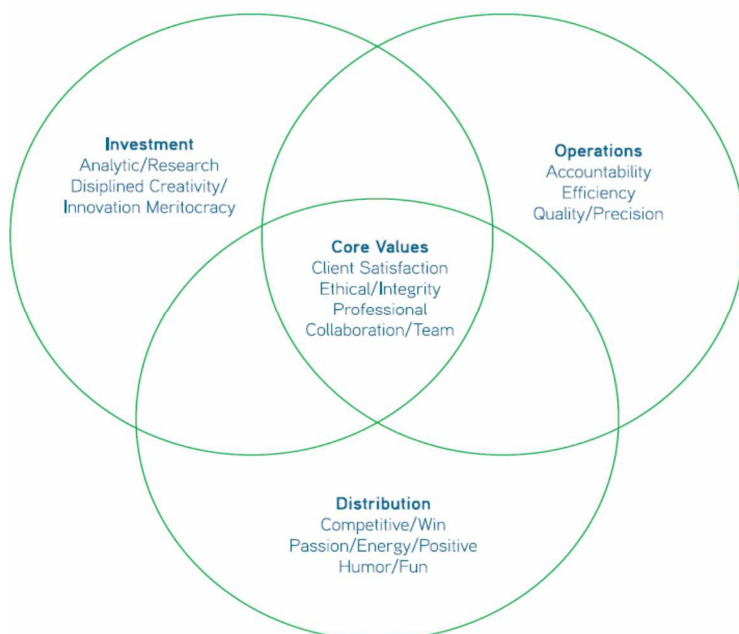 Investment
Analytic/Research
Disiplined Creativity/
Innovation Meritocracy
Operations
Accountability
Efficiency
Quality/Precision
Core Values
Client Satisfaction
Ethical/Integrity
Professional
Collaboration/Team
Distribution
Competitive/Win
Passion/Energy/Positive
Humor/Fun